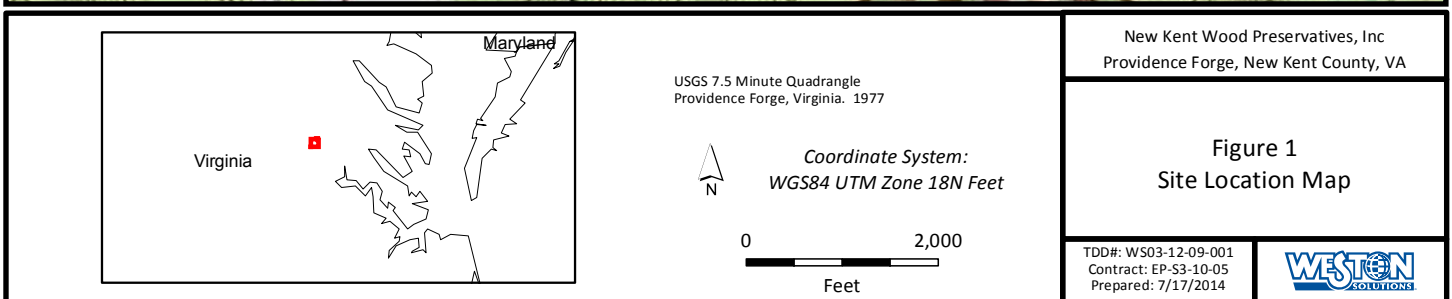 Maryland
Virginia
USGS 7.5 Minute Quadrangle
Providence Forge, Virginia.  1977
N
Coordinate System:
WGS84 UTM Zone 18N Feet
0 2,000
Feet
New Kent Wood Preservatives, Inc
Providence Forge, New Kent County, VA
Figure 1
Site Location Map
TDD#: WS03-12-09-001
Contract: EP-S3-10-05
Prepared: 7/17/2014
WESTON
SOLUTIONS